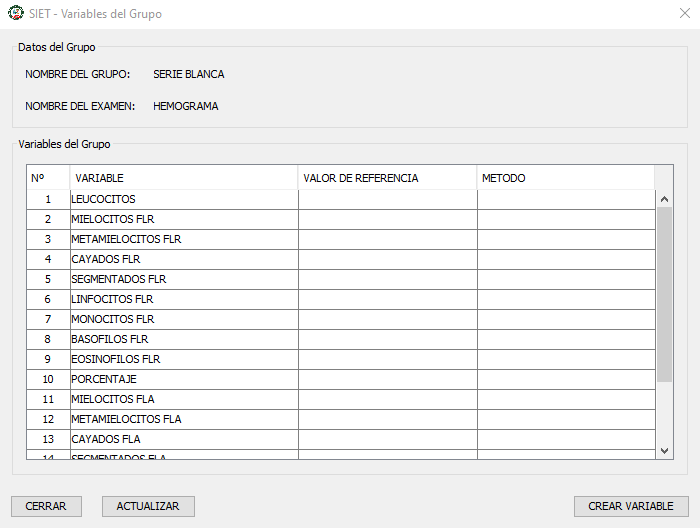 SIET - Variables del Grupo
Datos del Grupo
NOMBRE DEL GRUPO: SERIE BLANCA
NOMBRE DEL EXAMEN: HEMOGRAMA
Variables del Grupo
Nº VARIABLE VALOR DE REFERENCIA METODO
1 LEUCOCITOS
2 MIELOCITOS FLR
3 METAMIELOCITOS FLR
4 CAYADOS FLR
5 SEGMENTADOS FLR
6 LINFOCITOS FLR
7 MONOCITOS FLR
8 BASOFILOS FLR
9 EOSINOFILOS FLR
10 PORCENTAJE
11 MIELOCITOS FLA
12 METAMIELOCITOS FLA
13 CAYADOS FLA
14 SEGMENTADOS FLA
CERRAR ACTUALIZAR CREAR VARIABLE